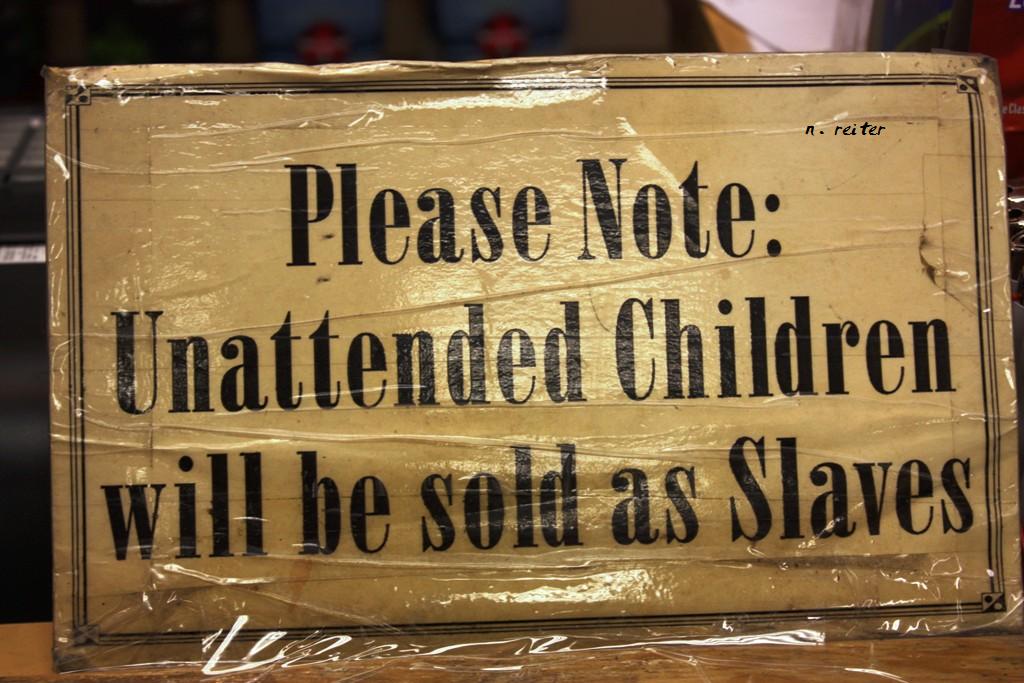 n. reiter
Please Note:
Unattended Children
will be sold as Slaves